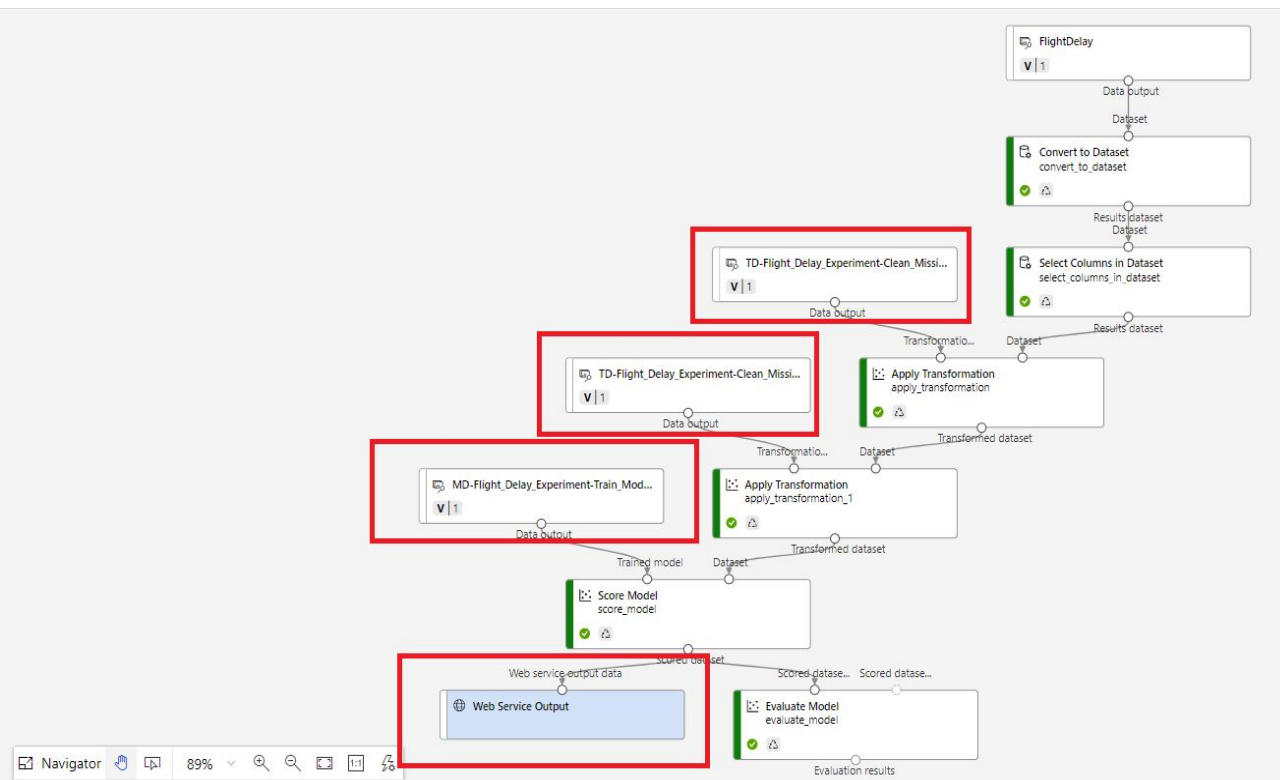 FlightDelay
V 1
Data output
Dataset
Convert to Dataset
convert_to_dataset
Results dataset
Dataset
TD-Flight_Delay_Experiment-Clean_Missi...
V 1
Data output
Select Columns in Dataset
select_columns_in_dataset
Results dataset
Transformatio...
Dataset
TD-Flight_Delay_Experiment-Clean_Missi...
V 1
Data output
Apply Transformation
apply_transformation
Transformed dataset
Transformatio...
Dataset
MD-Flight_Delay_Experiment-Train_Mod...
V 1
Data output
Apply Transformation
apply_transformation_1
Transformed dataset
Trained model
Dataset
Score Model
score_model
Scored dataset
Web service output data
Scored datase...
Scored datase...
Web Service Output
Evaluate Model
evaluate_model
Evaluation results
Navigator
89%
1:1